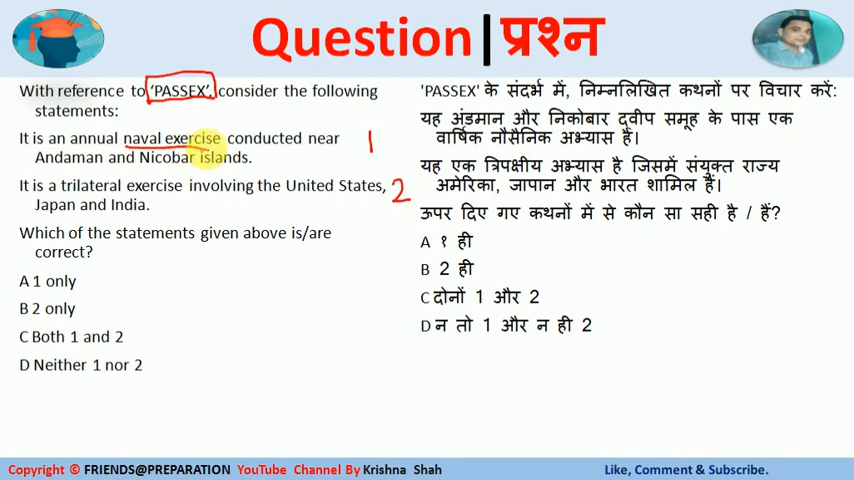 Question|प्रश्न
With reference to 'PASSEX', consider the following
statements:
It is an annual naval exercise conducted near
Andaman and Nicobar islands.
1
It is a trilateral exercise involving the United States,
Japan and India.
2
Which of the statements given above is/are
correct?
A 1 only
B 2 only
C Both 1 and 2
D Neither 1 nor 2
'PASSEX' के संदर्भ में, निम्नलिखित कथनों पर विचार करें:
यह अंडमान और निकोबार द्वीप समूह के पास एक
वार्षिक नौसैनिक अभ्यास है।
यह एक त्रिपक्षीय अभ्यास है जिसमें संयुक्त राज्य
अमेरिका, जापान और भारत शामिल हैं।
ऊपर दिए गए कथनों में से कौन सा सही है / हैं?
A १ ही
B 2 ही
C दोनों 1 और 2
D न तो 1 और न ही 2
Copyright © FRIENDS@PREPARATION YouTube Channel By Krishna Shah
Like, Comment & Subscribe.